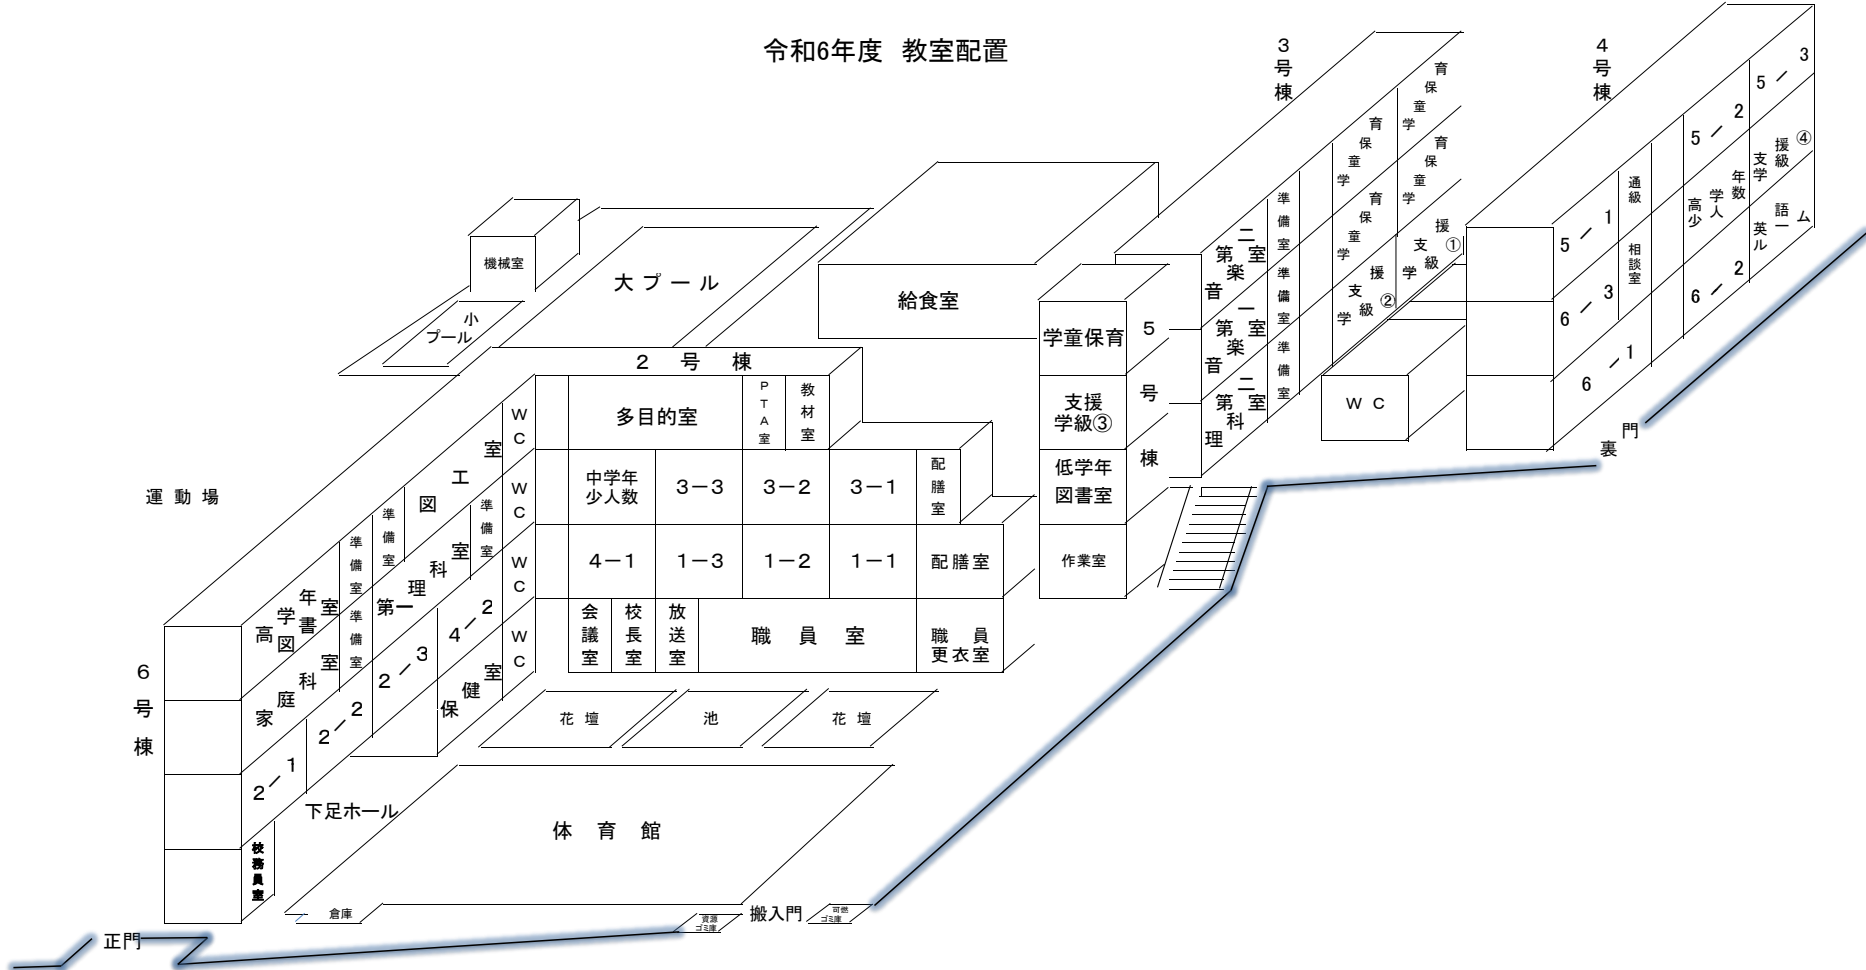 令和6年度 教室配置
3号棟
4号棟
5－3
5－2
5－1
通級
支援学級④
高学年少人数
英語ルーム
相談室
6－3
6－2
6－1
学童保育
学童保育
学童保育
学童保育
支援学級①
支援学級②
準備室
準備室
準備室
第二音楽室
第一音楽室
第二理科室
WC
裏門
機械室
大プール
小プール
給食室
学童保育
支援
学級③
低学年
図書室
作業室
5号棟
2号棟
多目的室
PTA室
教材室
中学年
少人数
3－3
3－2
3－1
配膳室
4－1
1－3
1－2
1－1
配膳室
会議室
校長室
放送室
職員室
職員
更衣室
WC
WC
WC
WC
図工室
準備室
準備室
高学年図書室
準備室
第一理科室
準備室
家庭科室
4－2
2－3
2－2
2－1
保健室
下足ホール
校務員室
6号棟
運動場
花壇
池
花壇
体育館
倉庫
資源
ゴミ庫
搬入門
可燃
ゴミ庫
正門